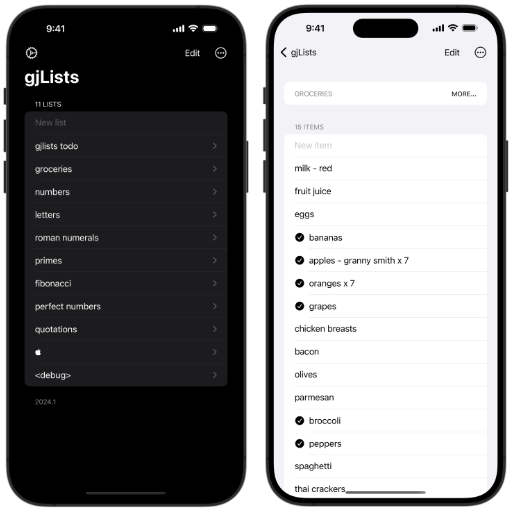 9:41
Edit
gjLists
11 LISTS
New list
gjlists todo
groceries
numbers
letters
roman numerals
primes
fibonacci
perfect numbers
quotations
<debug>
2024.1
9:41
gjLists
Edit
GROCERIES
MORE...
15 ITEMS
New item
milk - red
fruit juice
eggs
bananas
apples - granny smith x 7
oranges x 7
grapes
chicken breasts
bacon
olives
parmesan
broccoli
peppers
spaghetti
thai crackers